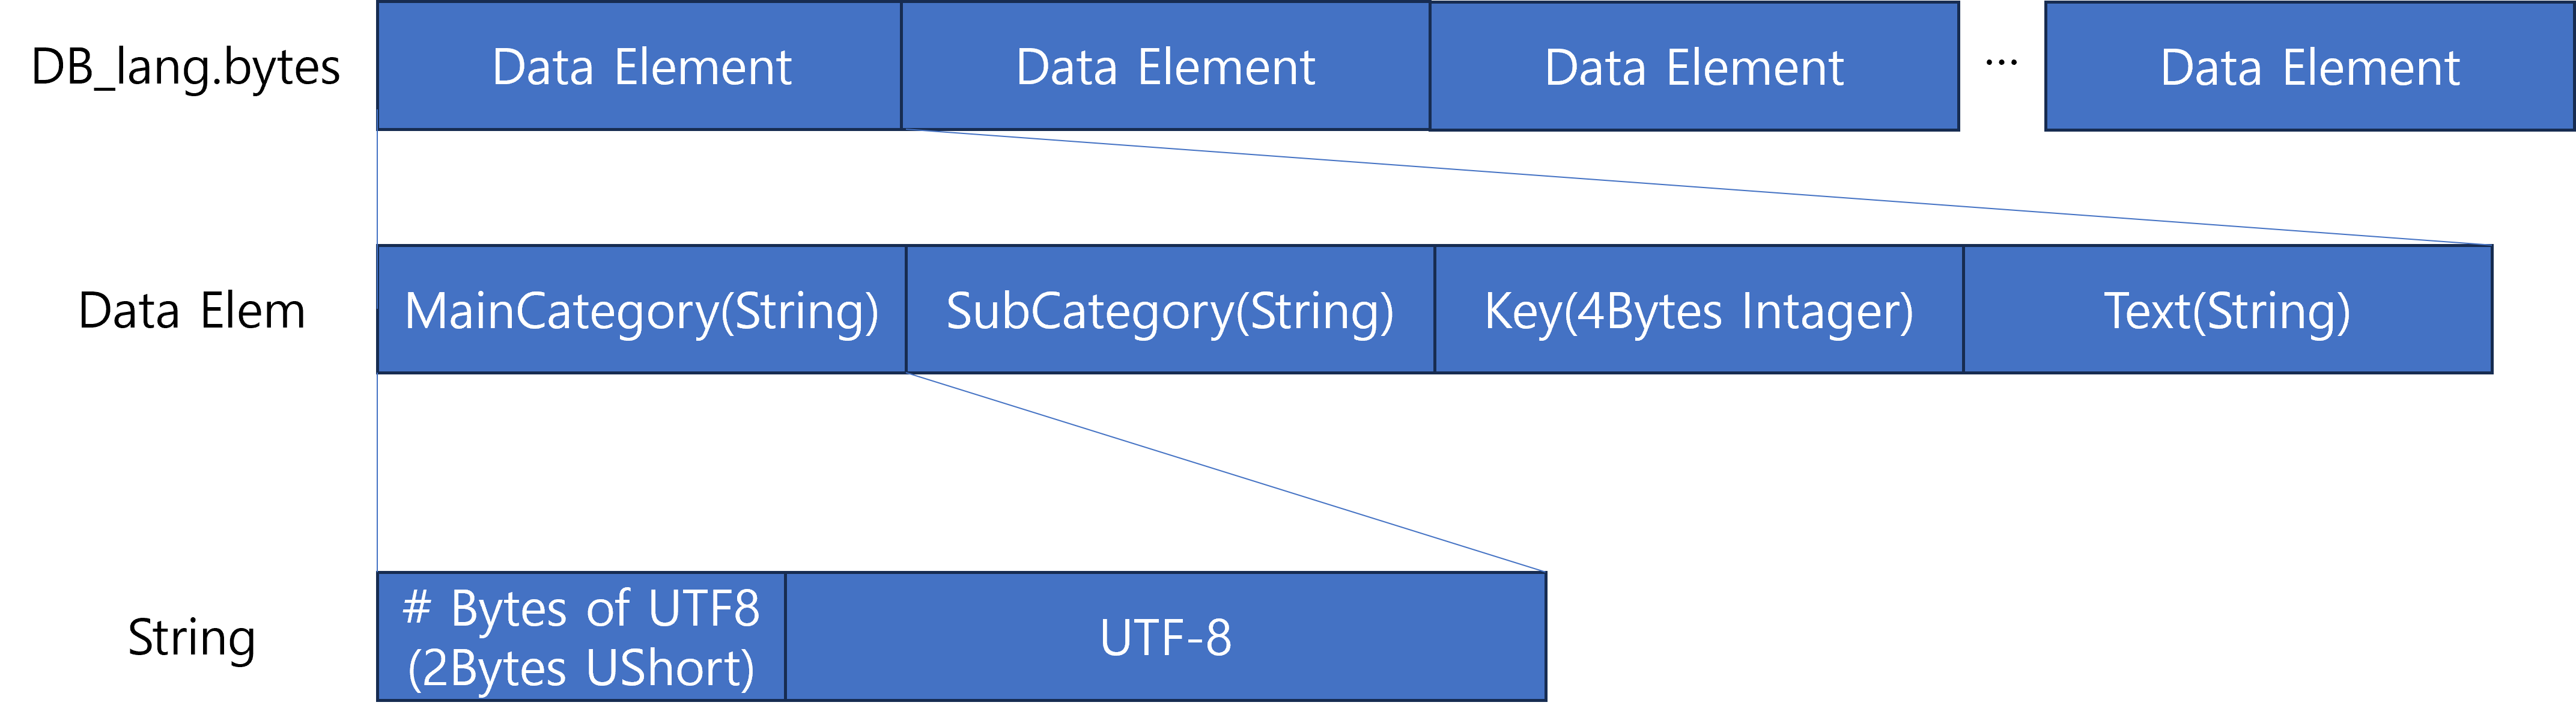 DB_lang.bytes
Data Element
Data Element
Data Element
...
Data Element
Data Elem
MainCategory(String)
SubCategory(String)
Key(4Bytes Intager)
Text(String)
String
# Bytes of UTF8
(2Bytes UShort)
UTF-8